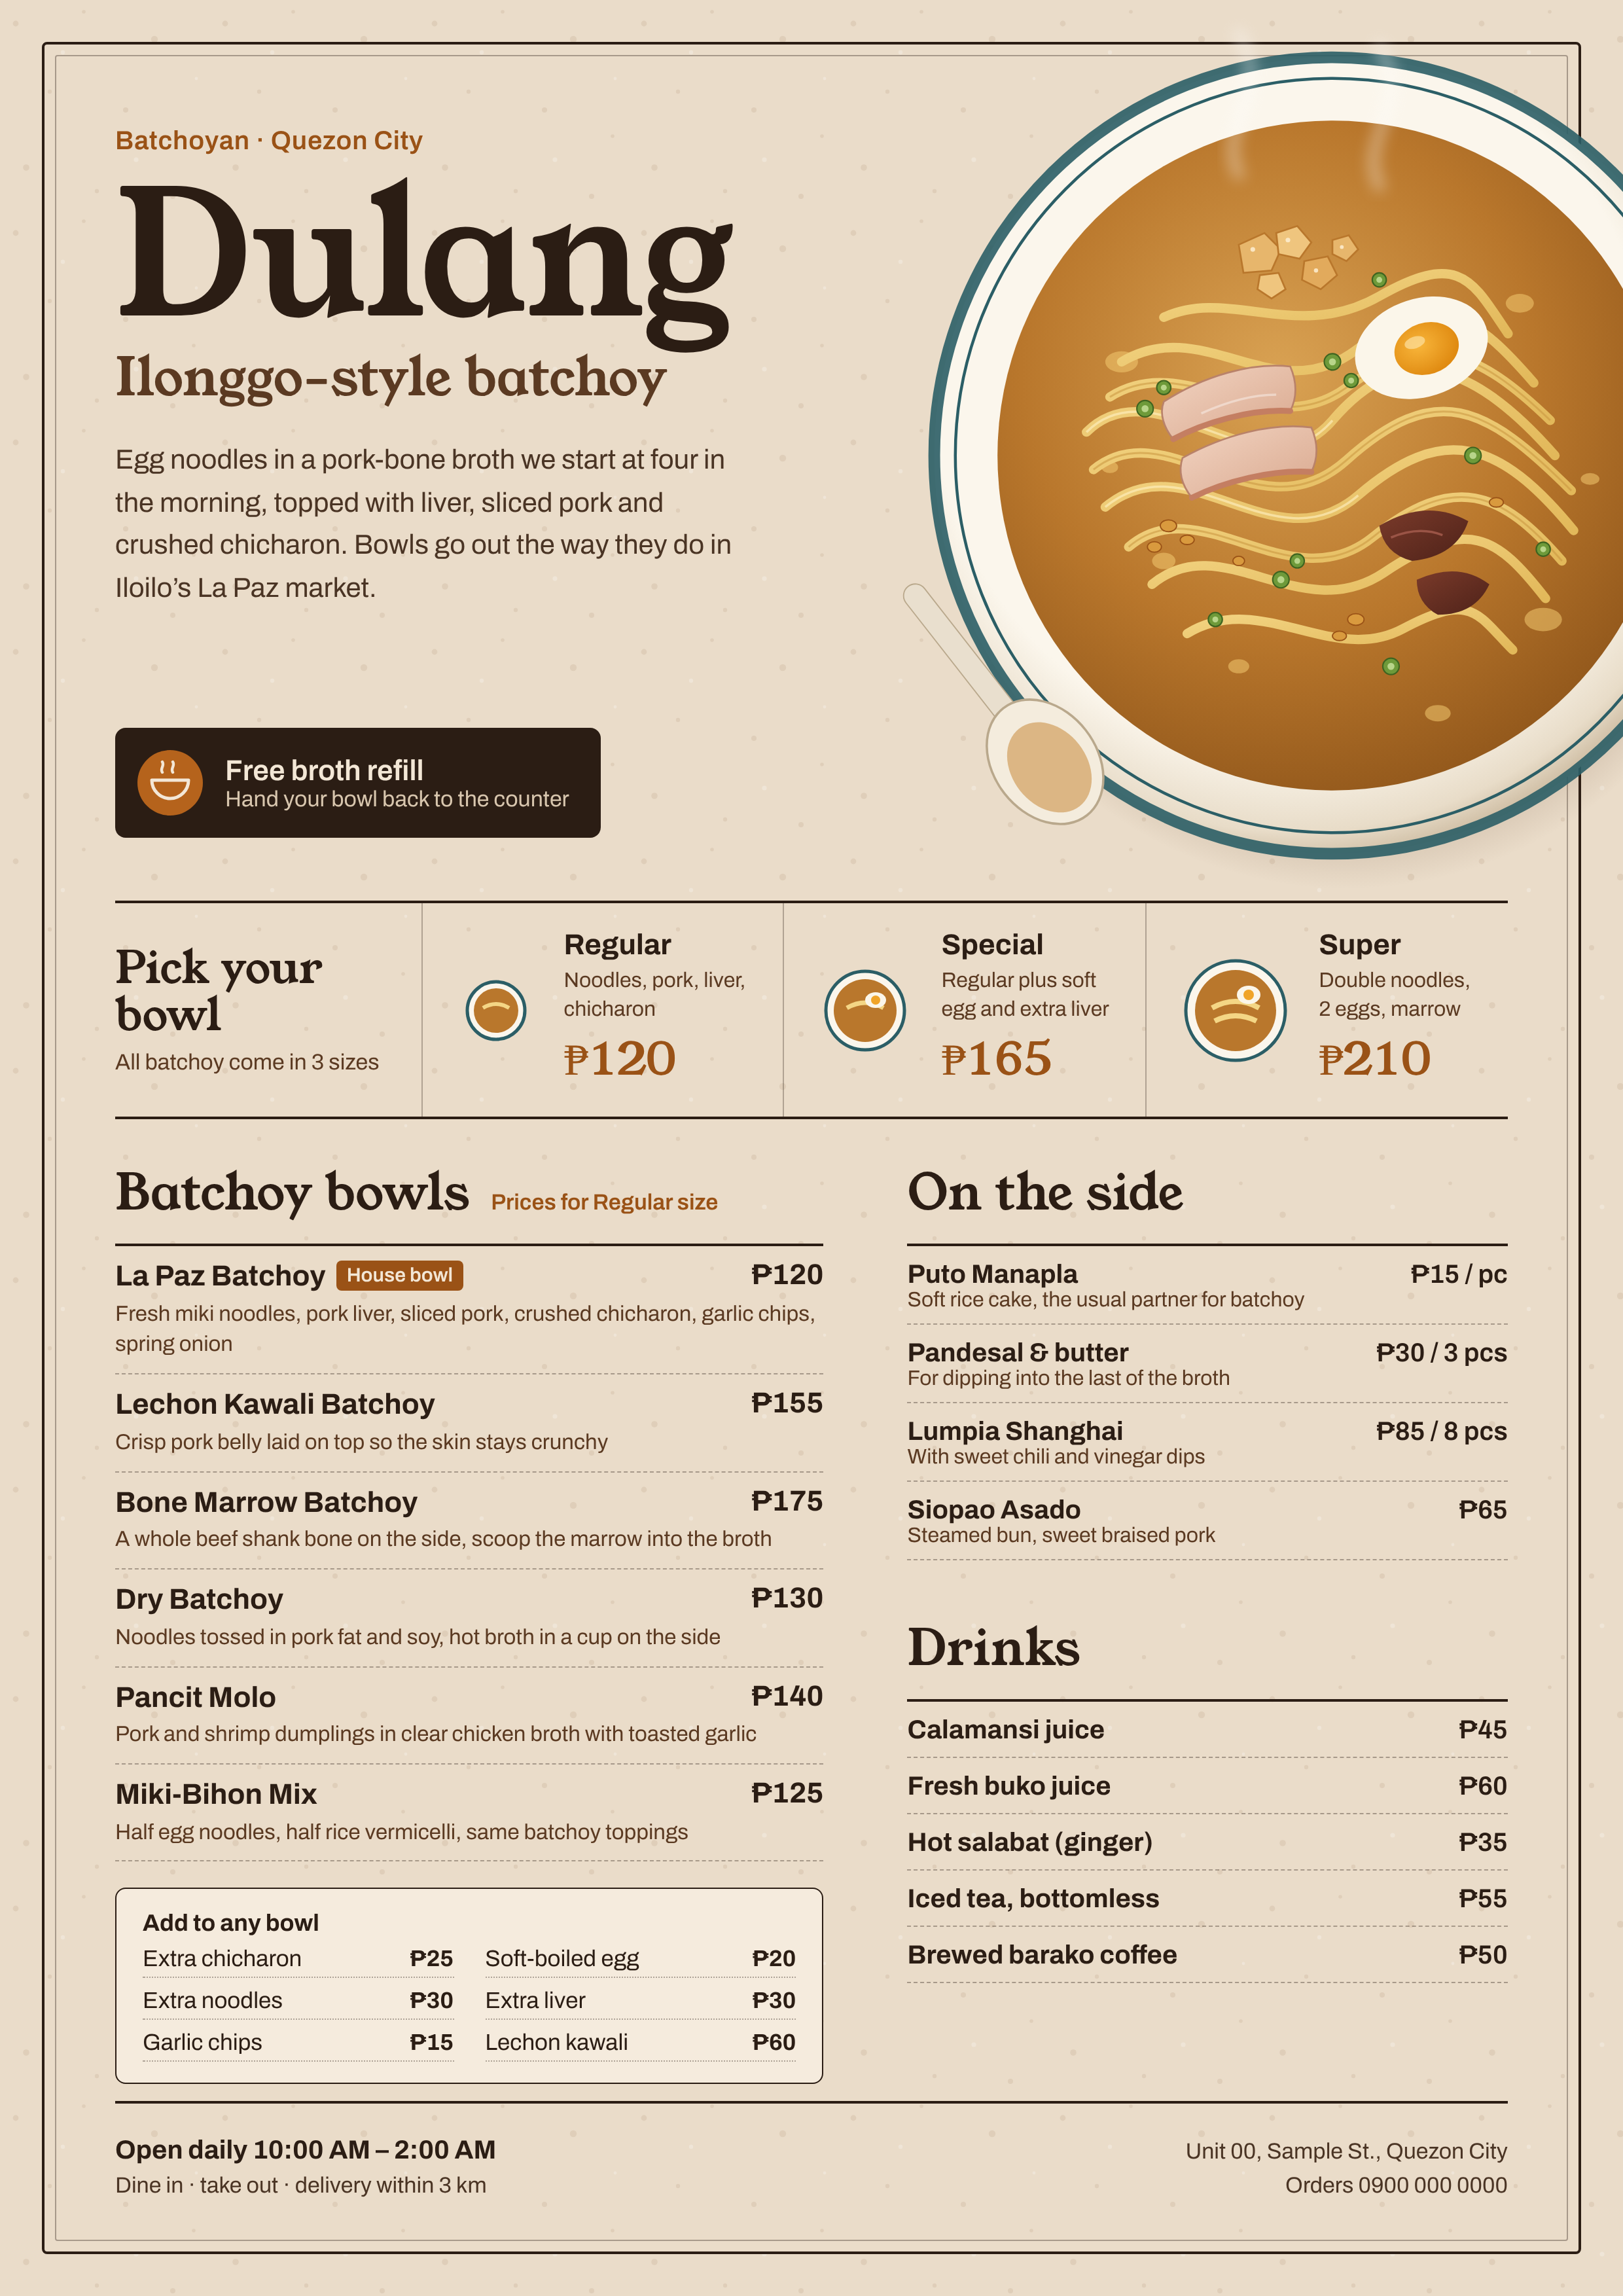 Batchoyan · Quezon City
Dulang
Ilonggo-style batchoy
Egg noodles in a pork-bone broth we start at four in
the morning, topped with liver, sliced pork and
crushed chicharon. Bowls go out the way they do in
Iloilo’s La Paz market.
Free broth refill
Hand your bowl back to the counter
Pick your
bowl
All batchoy come in 3 sizes
Regular
Noodles, pork, liver,
chicharon
₱120
Special
Regular plus soft
egg and extra liver
₱165
Super
Double noodles,
2 eggs, marrow
₱210
Batchoy bowls Prices for Regular size
La Paz Batchoy House bowl ₱120
Fresh miki noodles, pork liver, sliced pork, crushed chicharon, garlic chips,
spring onion
Lechon Kawali Batchoy ₱155
Crisp pork belly laid on top so the skin stays crunchy
Bone Marrow Batchoy ₱175
A whole beef shank bone on the side, scoop the marrow into the broth
Dry Batchoy ₱130
Noodles tossed in pork fat and soy, hot broth in a cup on the side
Pancit Molo ₱140
Pork and shrimp dumplings in clear chicken broth with toasted garlic
Miki-Bihon Mix ₱125
Half egg noodles, half rice vermicelli, same batchoy toppings
Add to any bowl
Extra chicharon ₱25 Soft-boiled egg ₱20
Extra noodles ₱30 Extra liver ₱30
Garlic chips ₱15 Lechon kawali ₱60
On the side
Puto Manapla ₱15 / pc
Soft rice cake, the usual partner for batchoy
Pandesal & butter ₱30 / 3 pcs
For dipping into the last of the broth
Lumpia Shanghai ₱85 / 8 pcs
With sweet chili and vinegar dips
Siopao Asado ₱65
Steamed bun, sweet braised pork
Drinks
Calamansi juice ₱45
Fresh buko juice ₱60
Hot salabat (ginger) ₱35
Iced tea, bottomless ₱55
Brewed barako coffee ₱50
Open daily 10:00 AM – 2:00 AM
Dine in · take out · delivery within 3 km
Unit 00, Sample St., Quezon City
Orders 0900 000 0000